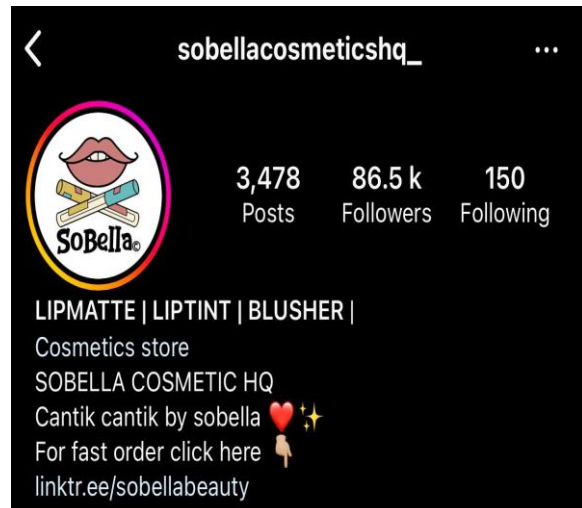 sobellacosmeticshq_
SoBella©
3,478 86.5 k 150
Posts Followers Following
LIPMATTE | LIPTINT | BLUSHER |
Cosmetics store
SOBELLA COSMETIC HQ
Cantik cantik by sobella ❤️✨
For fast order click here 👇🏼
linktr.ee/sobellabeauty